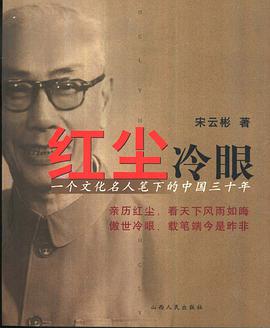 宋云彬 著
红尘冷眼
一个文化名人笔下的中国三十年
亲历红尘，看天下风雨如晦
傲世冷眼，载笔端今是昨非
山西人民出版社